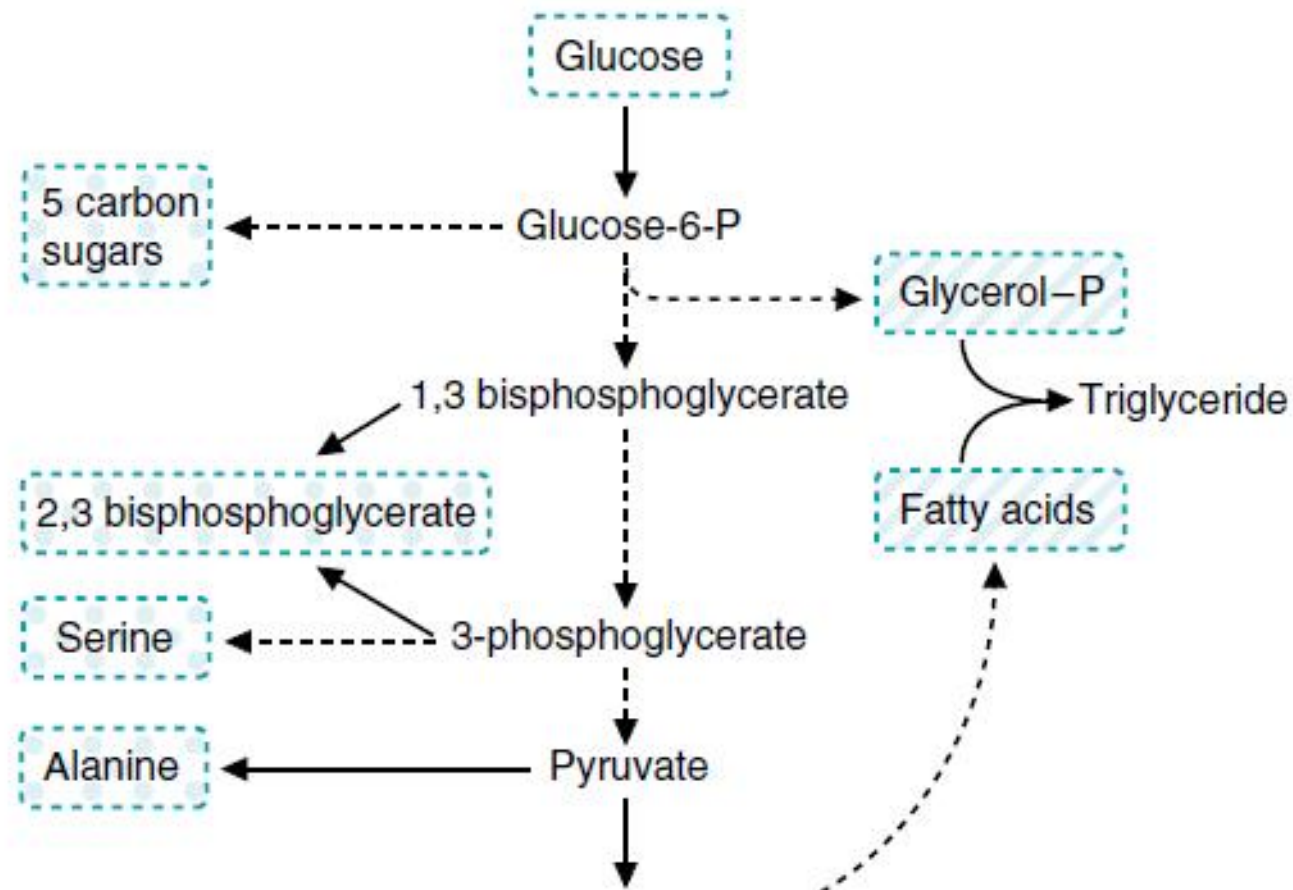 Glucose
5 carbon
sugars
Glucose-6-P
Glycerol–P
1,3 bisphosphoglycerate
Triglyceride
2,3 bisphosphoglycerate
Fatty acids
Serine
3-phosphoglycerate
Alanine
Pyruvate